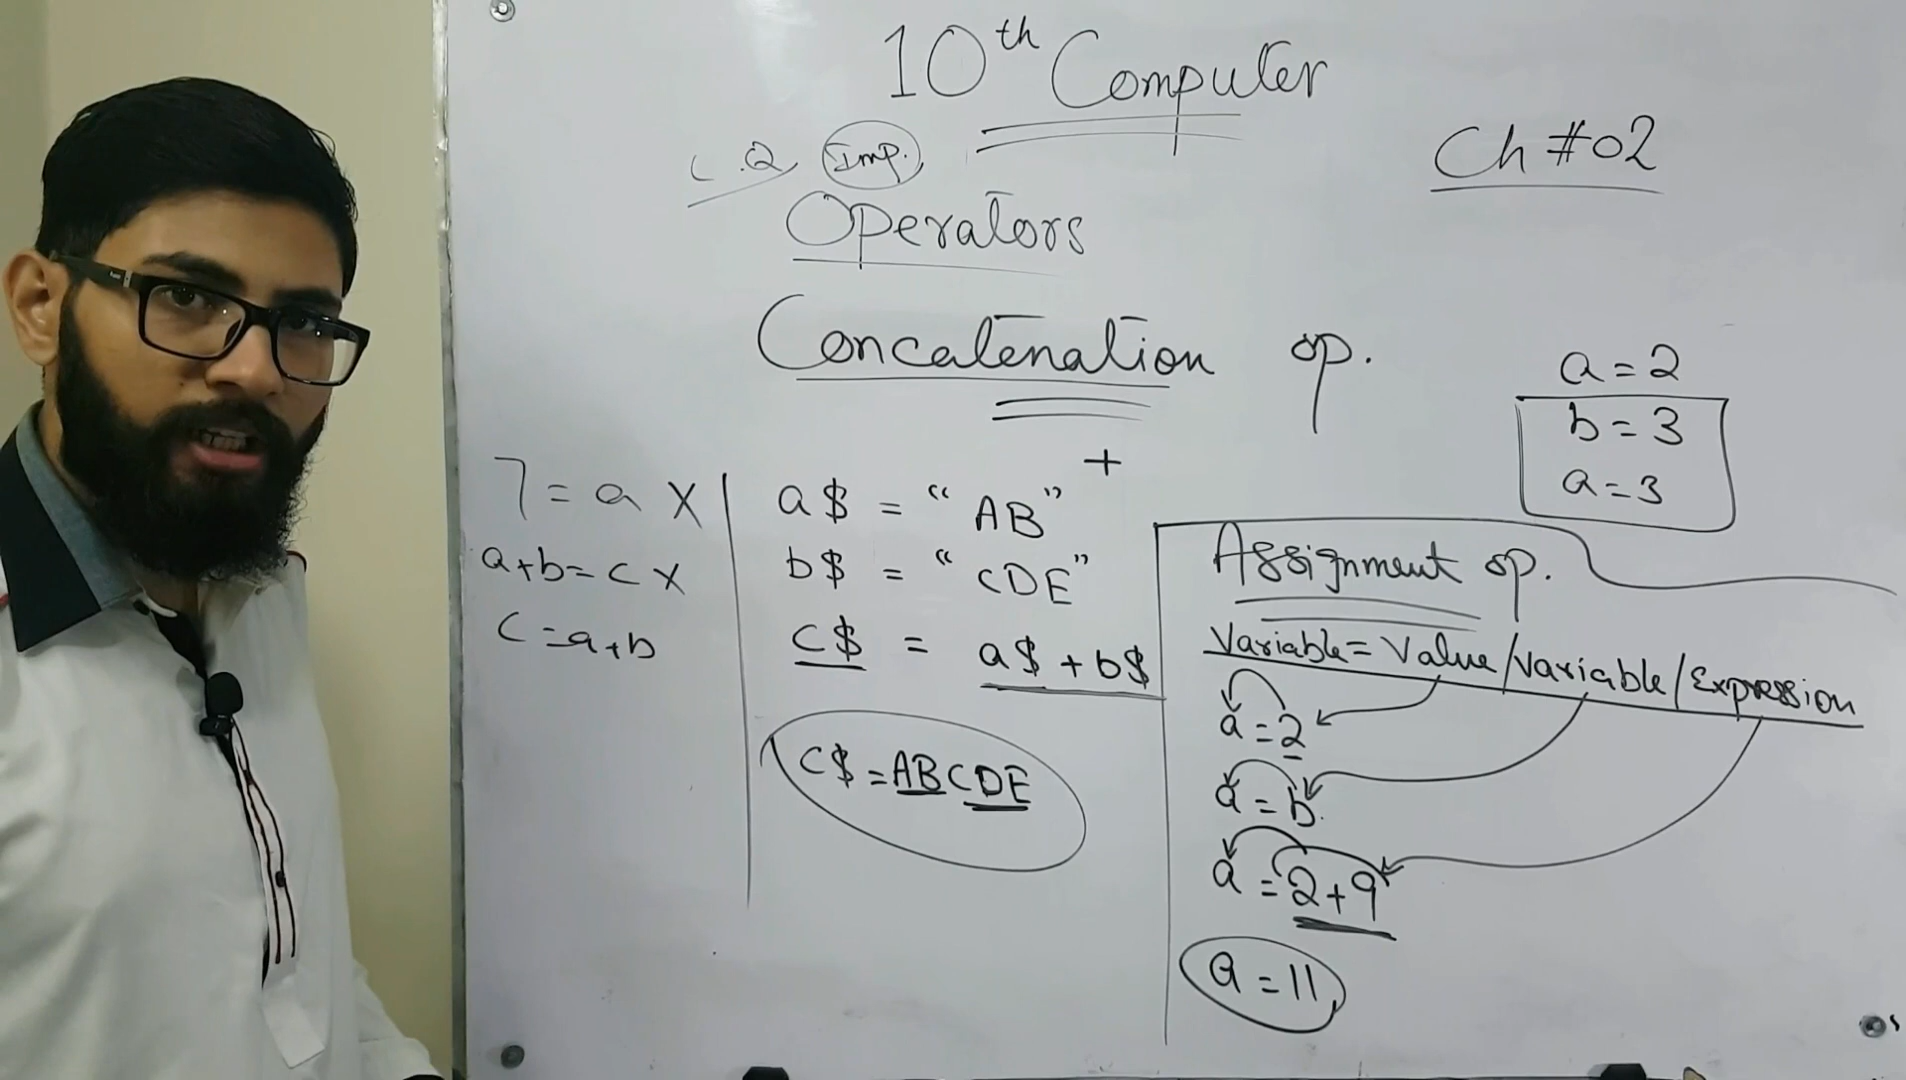 10th Computer
Ch #02
L.Q Imp.
Operators
Concatenation op.
+
a = 2
b = 3
a = 3
7 = a X
a+b = c X
c = a+b
a$ = "AB"
b$ = "CDE"
c$ = a$ + b$
c$ = ABCDE
Assignment op.
Variable = Value/Variable/Expression
a = 2
a = b
a = 2+9
a = 11